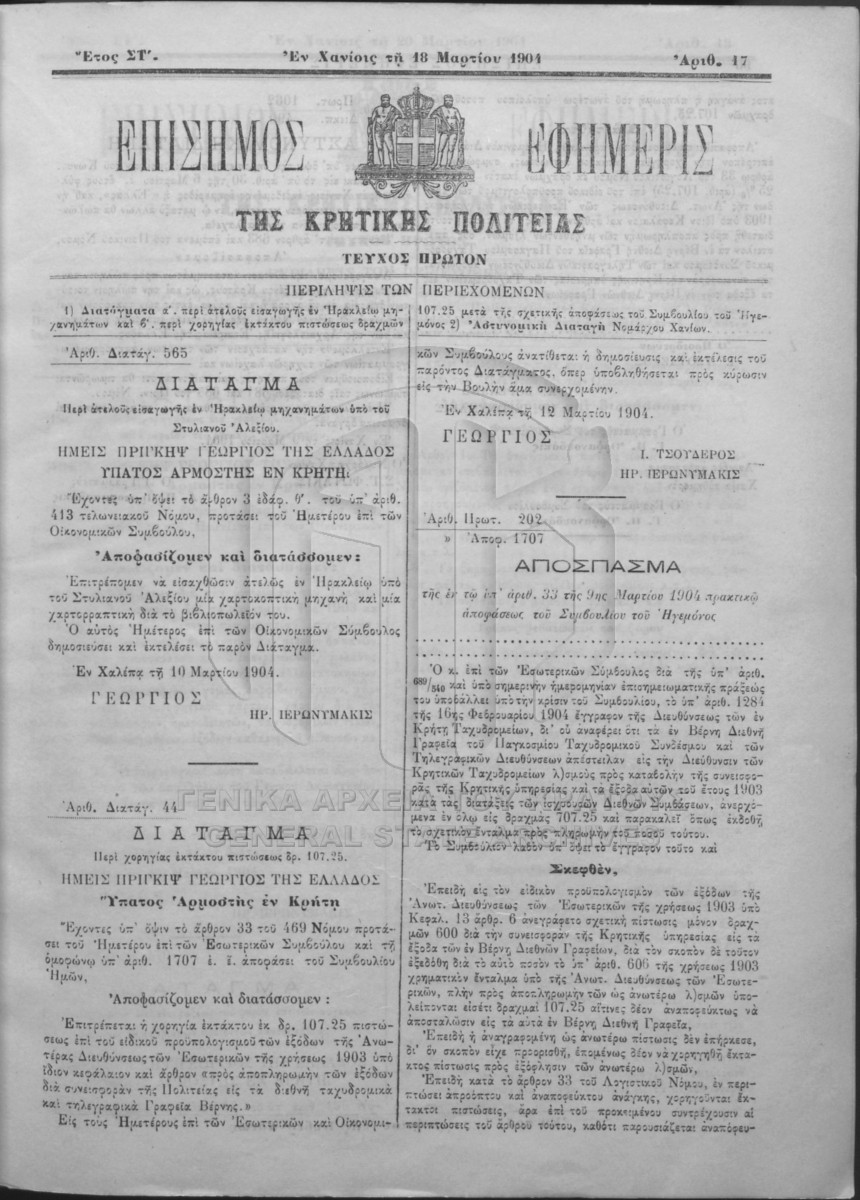 Ἔτος ΣΤ΄.
Ἐν Χανίοις τῇ 18 Μαρτίου 1904
Ἀριθ. 17
ΕΠΙΣΗΜΟΣ ΕΦΗΜΕΡΙΣ
ΤΗΣ ΚΡΗΤΙΚΗΣ ΠΟΛΙΤΕΙΑΣ
ΤΕΥΧΟΣ ΠΡΩΤΟΝ
ΠΕΡΙΛΗΨΙΣ ΤΩΝ ΠΕΡΙΕΧΟΜΕΝΩΝ
1) Διατάγματα α΄. περὶ ἀτελοῦς εἰσαγωγῆς ἐν Ἡρακλείῳ μη-
χανημάτων καὶ β΄. περὶ χορηγίας ἐκτάκτου πιστώσεως δραχμῶν
107.25 μετὰ τῆς σχετικῆς ἀποφάσεως τοῦ Συμβουλίου τοῦ Ἡγε-
μόνος 2) Ἀστυνομικὴ Διαταγὴ Νομάρχου Χανίων.
Ἀριθ. Διατάγ. 565
ΔΙΑΤΑΓΜΑ
Περὶ ἀτελοῦς εἰσαγωγῆς ἐν Ἡρακλείῳ μηχανημάτων ὑπὸ τοῦ
Στυλιανοῦ Ἀλεξίου.
ΗΜΕΙΣ ΠΡΙΓΚΗΨ ΓΕΩΡΓΙΟΣ ΤΗΣ ΕΛΛΑΔΟΣ
ΥΠΑΤΟΣ ΑΡΜΟΣΤΗΣ ΕΝ ΚΡΗΤΗ:
Ἔχοντες ὑπ' ὄψει τὸ ἄρθρον 3 ἐδάφ. θ΄. τοῦ ὑπ' ἀριθ.
413 τελωνειακοῦ Νόμου, προτάσει τοῦ Ἡμετέρου ἐπὶ τῶν
Οἰκονομικῶν Συμβούλου,
Ἀποφασίζομεν καὶ διατάσσομεν:
Ἐπιτρέπομεν νὰ εἰσαχθῶσιν ἀτελῶς ἐν Ἡρακλείῳ ὑπὸ
τοῦ Στυλιανοῦ Ἀλεξίου μία χαρτοκοπτικὴ μηχανὴ καὶ μία
χαρτορραπτικὴ διὰ τὸ βιβλιοπωλεῖόν του.
Ὁ αὐτὸς Ἡμέτερος ἐπὶ τῶν Οἰκονομικῶν Σύμβουλος
δημοσιεύσει καὶ ἐκτελέσει τὸ παρὸν Διάταγμα.
Ἐν Χαλέπᾳ τῇ 10 Μαρτίου 1904.
ΓΕΩΡΓΙΟΣ
ΗΡ. ΙΕΡΩΝΥΜΑΚΙΣ
Ἀριθ. Διατάγ. 44
ΔΙΑΤΑΓΜΑ
Περὶ χορηγίας ἐκτάκτου πιστώσεως δρ. 107.25.
ΗΜΕΙΣ ΠΡΙΓΚΙΨ ΓΕΩΡΓΙΟΣ ΤΗΣ ΕΛΛΑΔΟΣ
Ὕπατος Ἁρμοστὴς ἐν Κρήτῃ
Ἔχοντες ὑπ' ὄψιν τὸ ἄρθρον 33 τοῦ 469 Νόμου προτά-
σει τοῦ Ἡμετέρου ἐπὶ τῶν Ἐσωτερικῶν Συμβούλου καὶ τῇ
ὁμοφώνῳ ὑπ' ἀριθ. 1707 ἐ. ἔ. ἀποφάσει τοῦ Συμβουλίου
Ἡμῶν,
Ἀποφασίζομεν καὶ διατάσσομεν :
Ἐπιτρέπεται ἡ χορηγία ἐκτάκτου ἐκ δρ. 107.25 πιστώ-
σεως ἐπὶ τοῦ εἰδικοῦ προϋπολογισμοῦ τῶν ἐξόδων τῆς Ἀνω-
τέρας Διευθύνσεως τῶν Ἐσωτερικῶν τῆς χρήσεως 1903 ὑπὸ
ἴδιον κεφάλαιον καὶ ἄρθρον «πρὸς ἀποπληρωμὴν τῶν ἐξόδων
διὰ συνεισφορὰν τῆς Πολιτείας εἰς τὰ διεθνῆ ταχυδρομικὰ
καὶ τηλεγραφικὰ Γραφεῖα Βέρνης.»
Εἰς τοὺς Ἡμετέρους ἐπὶ τῶν Ἐσωτερικῶν καὶ Οἰκονομι-
κῶν Συμβούλους ἀνατίθεται ἡ δημοσίευσις καὶ ἐκτέλεσις τοῦ
παρόντος Διατάγματος, ὅπερ ὑποβληθήσεται πρὸς κύρωσιν
εἰς τὴν Βουλὴν ἅμα συνερχομένην.
Ἐν Χαλέπᾳ τῇ 12 Μαρτίου 1904.
ΓΕΩΡΓΙΟΣ
Ι. ΤΣΟΥΔΕΡΟΣ
ΗΡ. ΙΕΡΩΝΥΜΑΚΙΣ
Ἀριθ. Πρωτ. 202
» Ἀποφ. 1707
ΑΠΟΣΠΑΣΜΑ
τῆς ἐν τῷ ὑπ' ἀριθ. 33 τῆς 9ης Μαρτίου 1904 πρακτικῷ
ἀποφάσεως τοῦ Συμβουλίου τοῦ Ἡγεμόνος
Ὁ κ. ἐπὶ τῶν Ἐσωτερικῶν Σύμβουλος διὰ τῆς ὑπ' ἀριθ.
689/340 καὶ ὑπὸ σημερινὴν ἡμερομηνίαν ἐπισημειωματικῆς πράξεώς
του ὑποβάλλει ὑπὸ τὴν κρίσιν τοῦ Συμβουλίου, τὸ ὑπ' ἀριθ. 1284
τῆς 16ης Φεβρουαρίου 1904 ἔγγραφον τῆς Διευθύνσεως τῶν ἐν
Κρήτῃ Ταχυδρομείων, δι' οὗ ἀναφέρει ὅτι τὰ ἐν Βέρνῃ Διεθνῆ
Γραφεῖα τοῦ Παγκοσμίου Ταχυδρομικοῦ Συνδέσμου καὶ τῶν
Τηλεγραφικῶν Διευθύνσεων ἀπέστειλαν εἰς τὴν Διεύθυνσιν τῶν
Κρητικῶν Ταχυδρομείων λ)σμοὺς πρὸς καταβολὴν τῆς συνεισφο-
ρᾶς τῆς Κρητικῆς ὑπηρεσίας καὶ τὰ ἔξοδα αὐτῶν τοῦ ἔτους 1903
κατὰ τὰς διατάξεις τῶν ἰσχυουσῶν Διεθνῶν Συμβάσεων, ἀνερχό-
μενα ἐν ὅλῳ εἰς δραχμὰς 707.25 καὶ παρακαλεῖ ὅπως ἐκδοθῇ
τὸ σχετικὸν ἔνταλμα πρὸς πληρωμὴν τοῦ ποσοῦ τούτου.
Τὸ Συμβούλιον λαβὸν ὑπ' ὄψει τὸ ἔγγραφον τοῦτο καὶ
Σκεφθὲν,
Ἐπειδὴ εἰς τὸν εἰδικὸν προϋπολογισμὸν τῶν ἐξόδων τῆς
Ἀνωτ. Διευθύνσεως τῶν Ἐσωτερικῶν τῆς χρήσεως 1903 ὑπὸ
Κεφαλ. 13 ἄρθρ. 6 ἀνεγράφετο σχετικὴ πίστωσις μόνον δραχ-
μῶν 600 διὰ τὴν συνεισφορὰν τῆς Κρητικῆς ὑπηρεσίας εἰς τὰ
ἔξοδα τῶν ἐν Βέρνῃ Διεθνῶν Γραφείων, διὰ τὸν σκοπὸν δὲ τοῦτον
ἐξεδόθη διὰ τὸ αὐτὸ ποσὸν τὸ ὑπ' ἀριθ. 606 τῆς χρήσεως 1903
χρηματικὸν ἔνταλμα ὑπὸ τῆς Ἀνωτ. Διευθύνσεως τῶν Ἐσωτε-
ρικῶν, πλὴν πρὸς ἀποπληρωμὴν τῶν ὡς ἀνωτέρω λ)σμῶν ὑπο-
λείπονται εἰσέτι δραχμαὶ 107.25 αἵτινες δέον ἀναποφεύκτως νὰ
ἀποσταλῶσιν εἰς τὰ αὐτὰ ἐν Βέρνῃ Διεθνῆ Γραφεῖα,
Ἐπειδὴ ἡ ἀναγραφομένη ὡς ἀνωτέρω πίστωσις δὲν ἐπήρκεσε,
δι' ὃν σκοπὸν εἶχε προορισθῆ, ἑπομένως δέον νὰ χορηγηθῇ ἔκτα-
κτος πίστωσις πρὸς ἐξόφλησιν τῶν ἀνωτέρω λ)σμῶν,
Ἐπειδὴ κατὰ τὸ ἄρθρον 33 τοῦ Λογιστικοῦ Νόμου, ἐν περι-
πτώσει ἀπροόπτου καὶ ἀναποφεύκτου ἀνάγκης, χορηγοῦνται ἔκ-
τακτοι πιστώσεις, ἄρα ἐπὶ τοῦ προκειμένου συντρέχουσιν αἱ
περιπτώσεις τοῦ ἄρθρου τούτου, καθότι παρουσιάζεται ἀναπόφευ-
ΓΕΝΙΚΑ ΑΡΧΕΙΑ
GENERAL STA